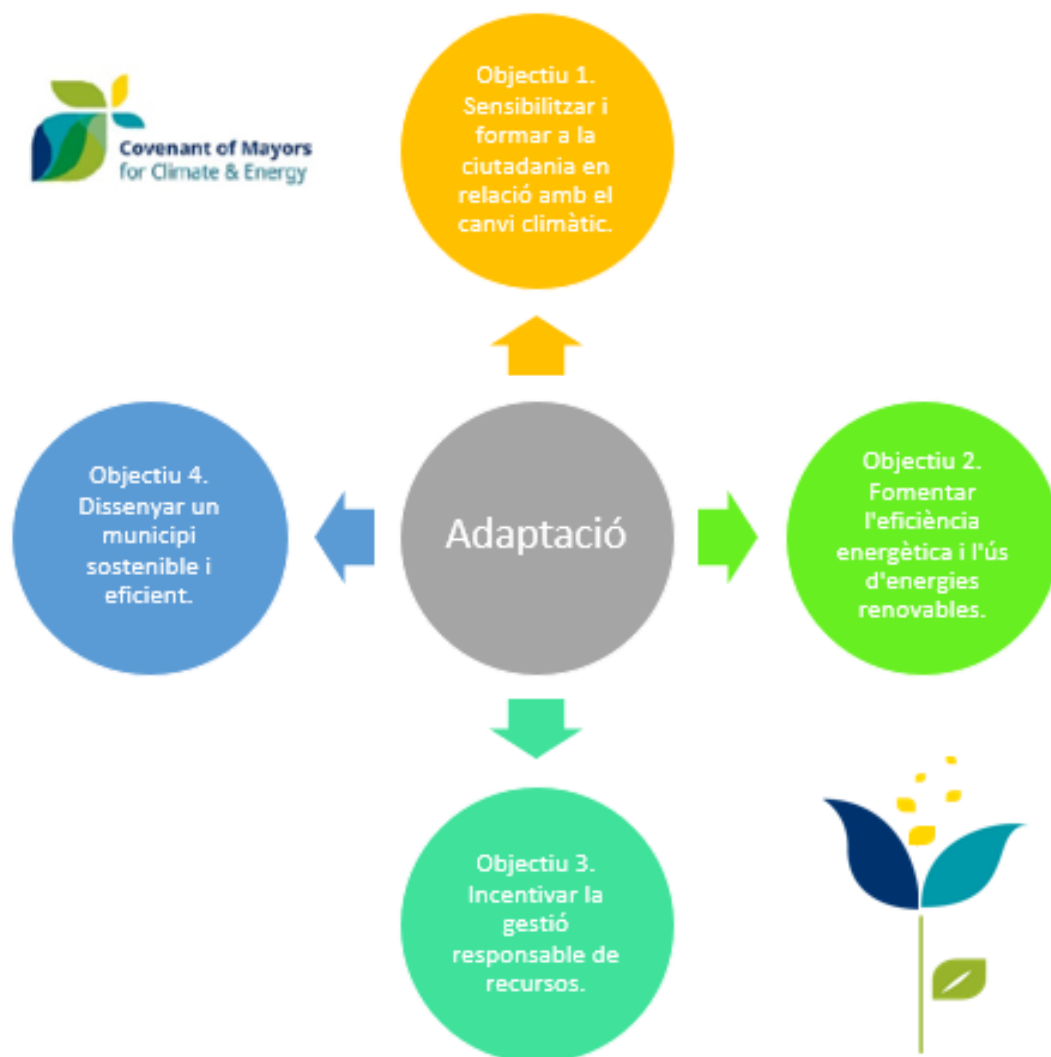 Covenant of Mayors
for Climate & Energy
Objectiu 1.
Sensibilitzar i
formar a la
ciutadania en
relació amb el
canvi climàtic.
Objectiu 4.
Dissenyar un
municipi
sostenible i
eficient.
Adaptació
Objectiu 2.
Fomentar
l'eficiència
energètica i l'ús
d'energies
renovables.
Objectiu 3.
Incentivar la
gestió
responsable de
recursos.